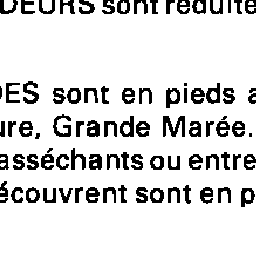 DEURS sont réduite
DES sont en pieds a
ure, Grande Marée.
asséchants ou entre
écouvrent sont en p